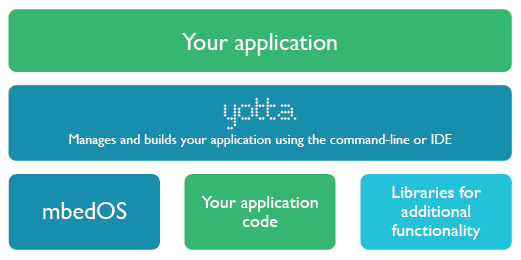 Your application
yotta
Manages and builds your application using the command-line or IDE
mbedOS
Your application
code
Libraries for
additional
functionality